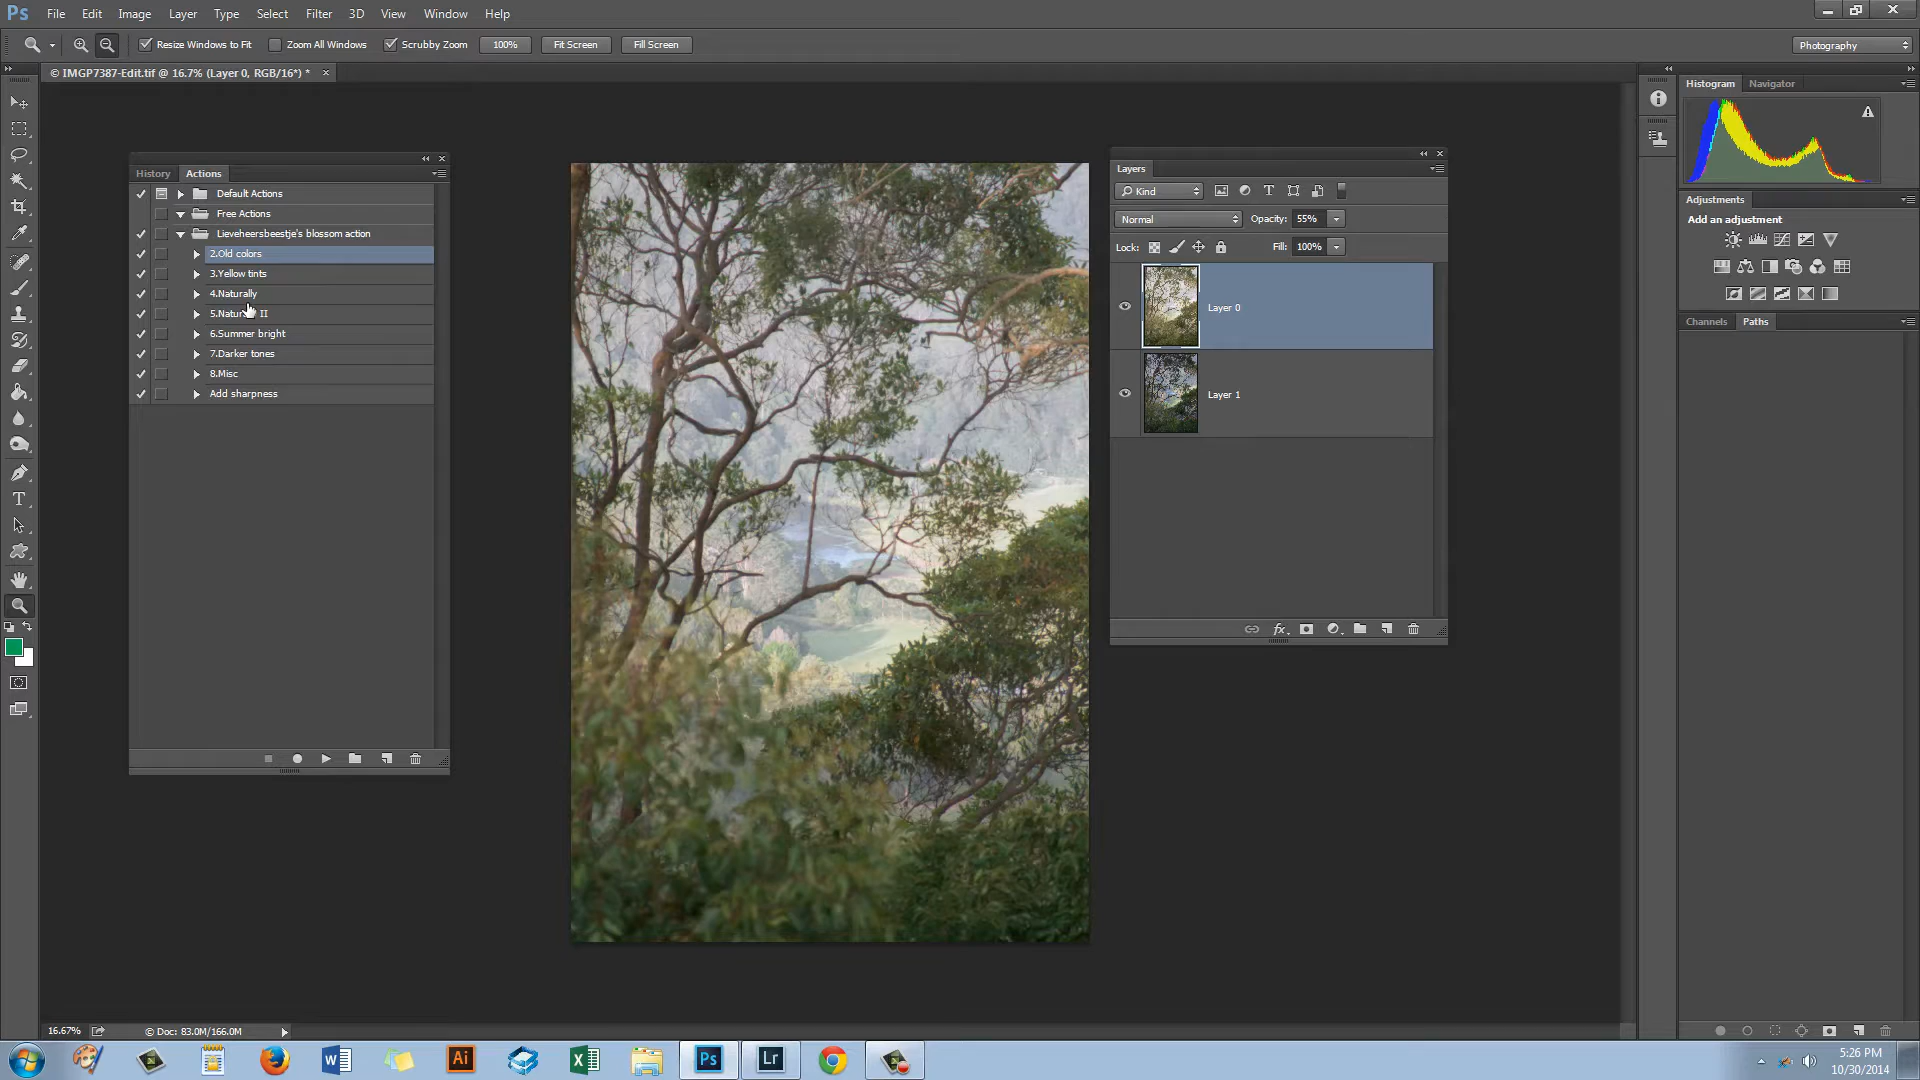 Ps File Edit Image Layer Type Select Filter 3D View Window Help
Resize Windows to Fit Zoom All Windows Scrubby Zoom 100% Fit Screen Fill Screen Photography
© IMGP7387-Edit.tif @ 16.7% (Layer 0, RGB/16*) * ×
Histogram Navigator
History Actions
Default Actions
Free Actions
Lieveheersbeestje's blossom action
2.Old colors
3.Yellow tints
4.Naturally
II
6.Summer bright
7.Darker tones
8.Misc
Add sharpness
Layers
Kind
Normal Opacity: 55%
Lock: Fill: 100%
Layer 0
Layer 1
fx
Adjustments
Add an adjustment
Channels Paths
16.67% © Doc: 83.0M/166.0M
Ai Ps Lr
5:26 PM
10/30/2014